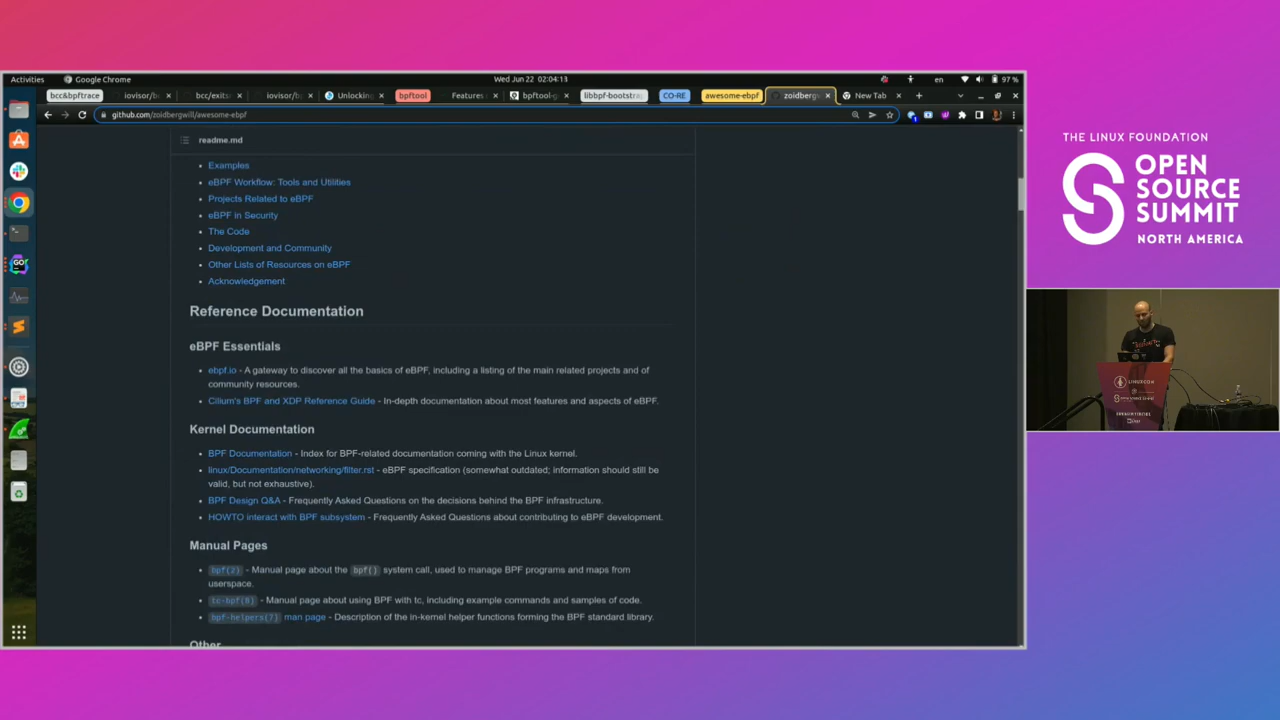 Activities
Google Chrome
Wed Jun 22 02:04:13
en
97 %
bcc&bpftrace
iovisor/bc
bcc/exits
iovisor/bp
Unlocking
bpftool
Features
bpftool-g
libbpf-bootstrap
CO-RE
awesome-ebpf
zoidbergw
New Tab
github.com/zoidbergwill/awesome-ebpf
readme.md
Examples
eBPF Workflow: Tools and Utilities
Projects Related to eBPF
eBPF in Security
The Code
Development and Community
Other Lists of Resources on eBPF
Acknowledgement
Reference Documentation
eBPF Essentials
ebpf.io - A gateway to discover all the basics of eBPF, including a listing of the main related projects and of
community resources.
Cilium's BPF and XDP Reference Guide - In-depth documentation about most features and aspects of eBPF.
Kernel Documentation
BPF Documentation - Index for BPF-related documentation coming with the Linux kernel.
linux/Documentation/networking/filter.rst - eBPF specification (somewhat outdated; information should still be
valid, but not exhaustive).
BPF Design Q&A - Frequently Asked Questions on the decisions behind the BPF infrastructure.
HOWTO interact with BPF subsystem - Frequently Asked Questions about contributing to eBPF development.
Manual Pages
bpf(2) - Manual page about the bpf() system call, used to manage BPF programs and maps from
userspace.
tc-bpf(8) - Manual page about using BPF with tc, including example commands and samples of code.
bpf-helpers(7) man page - Description of the in-kernel helper functions forming the BPF standard library.
Other
GO
THE LINUX FOUNDATION
OPEN
SOURCE
SUMMIT
NORTH AMERICA
LINUXCON